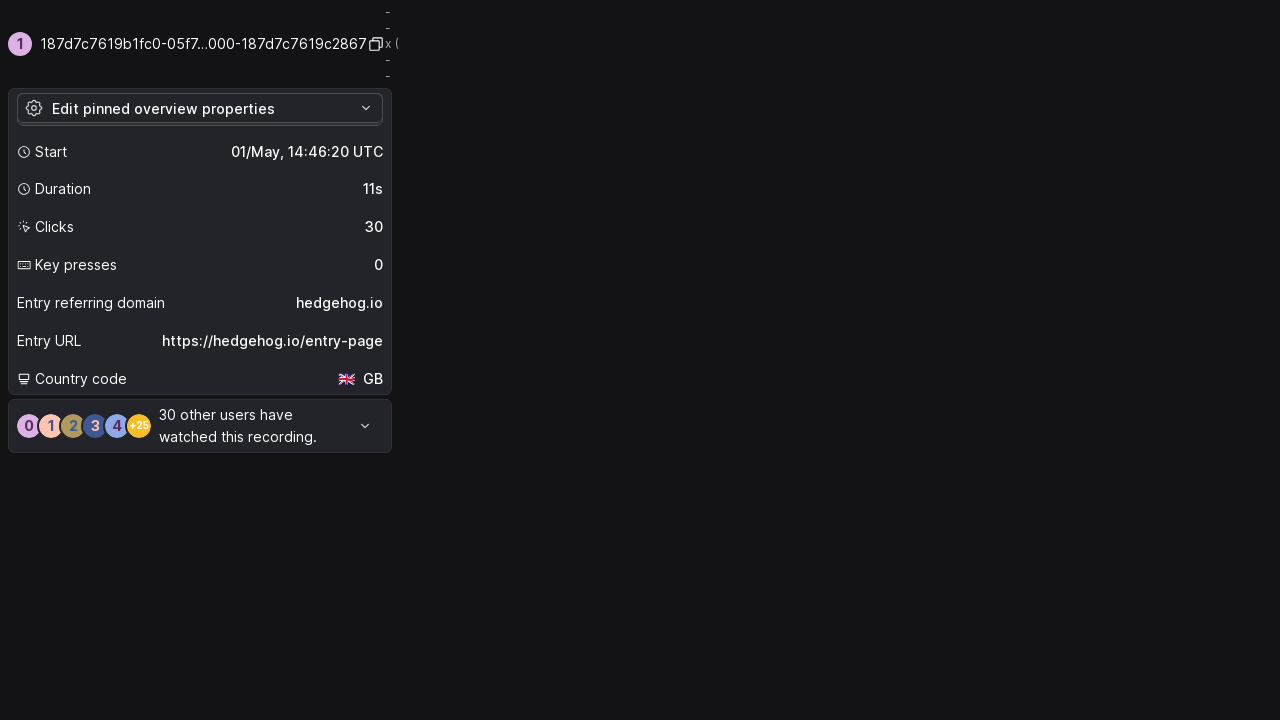 -
-
1 187d7c7619b1fc0-05f7...000-187d7c7619c2867 x (
-
-
Edit pinned overview properties
Start 01/May, 14:46:20 UTC
Duration 11s
Clicks 30
Key presses 0
Entry referring domain hedgehog.io
Entry URL https://hedgehog.io/entry-page
Country code 🇬🇧 GB
0 1 2 3 4 +25 30 other users have
watched this recording.